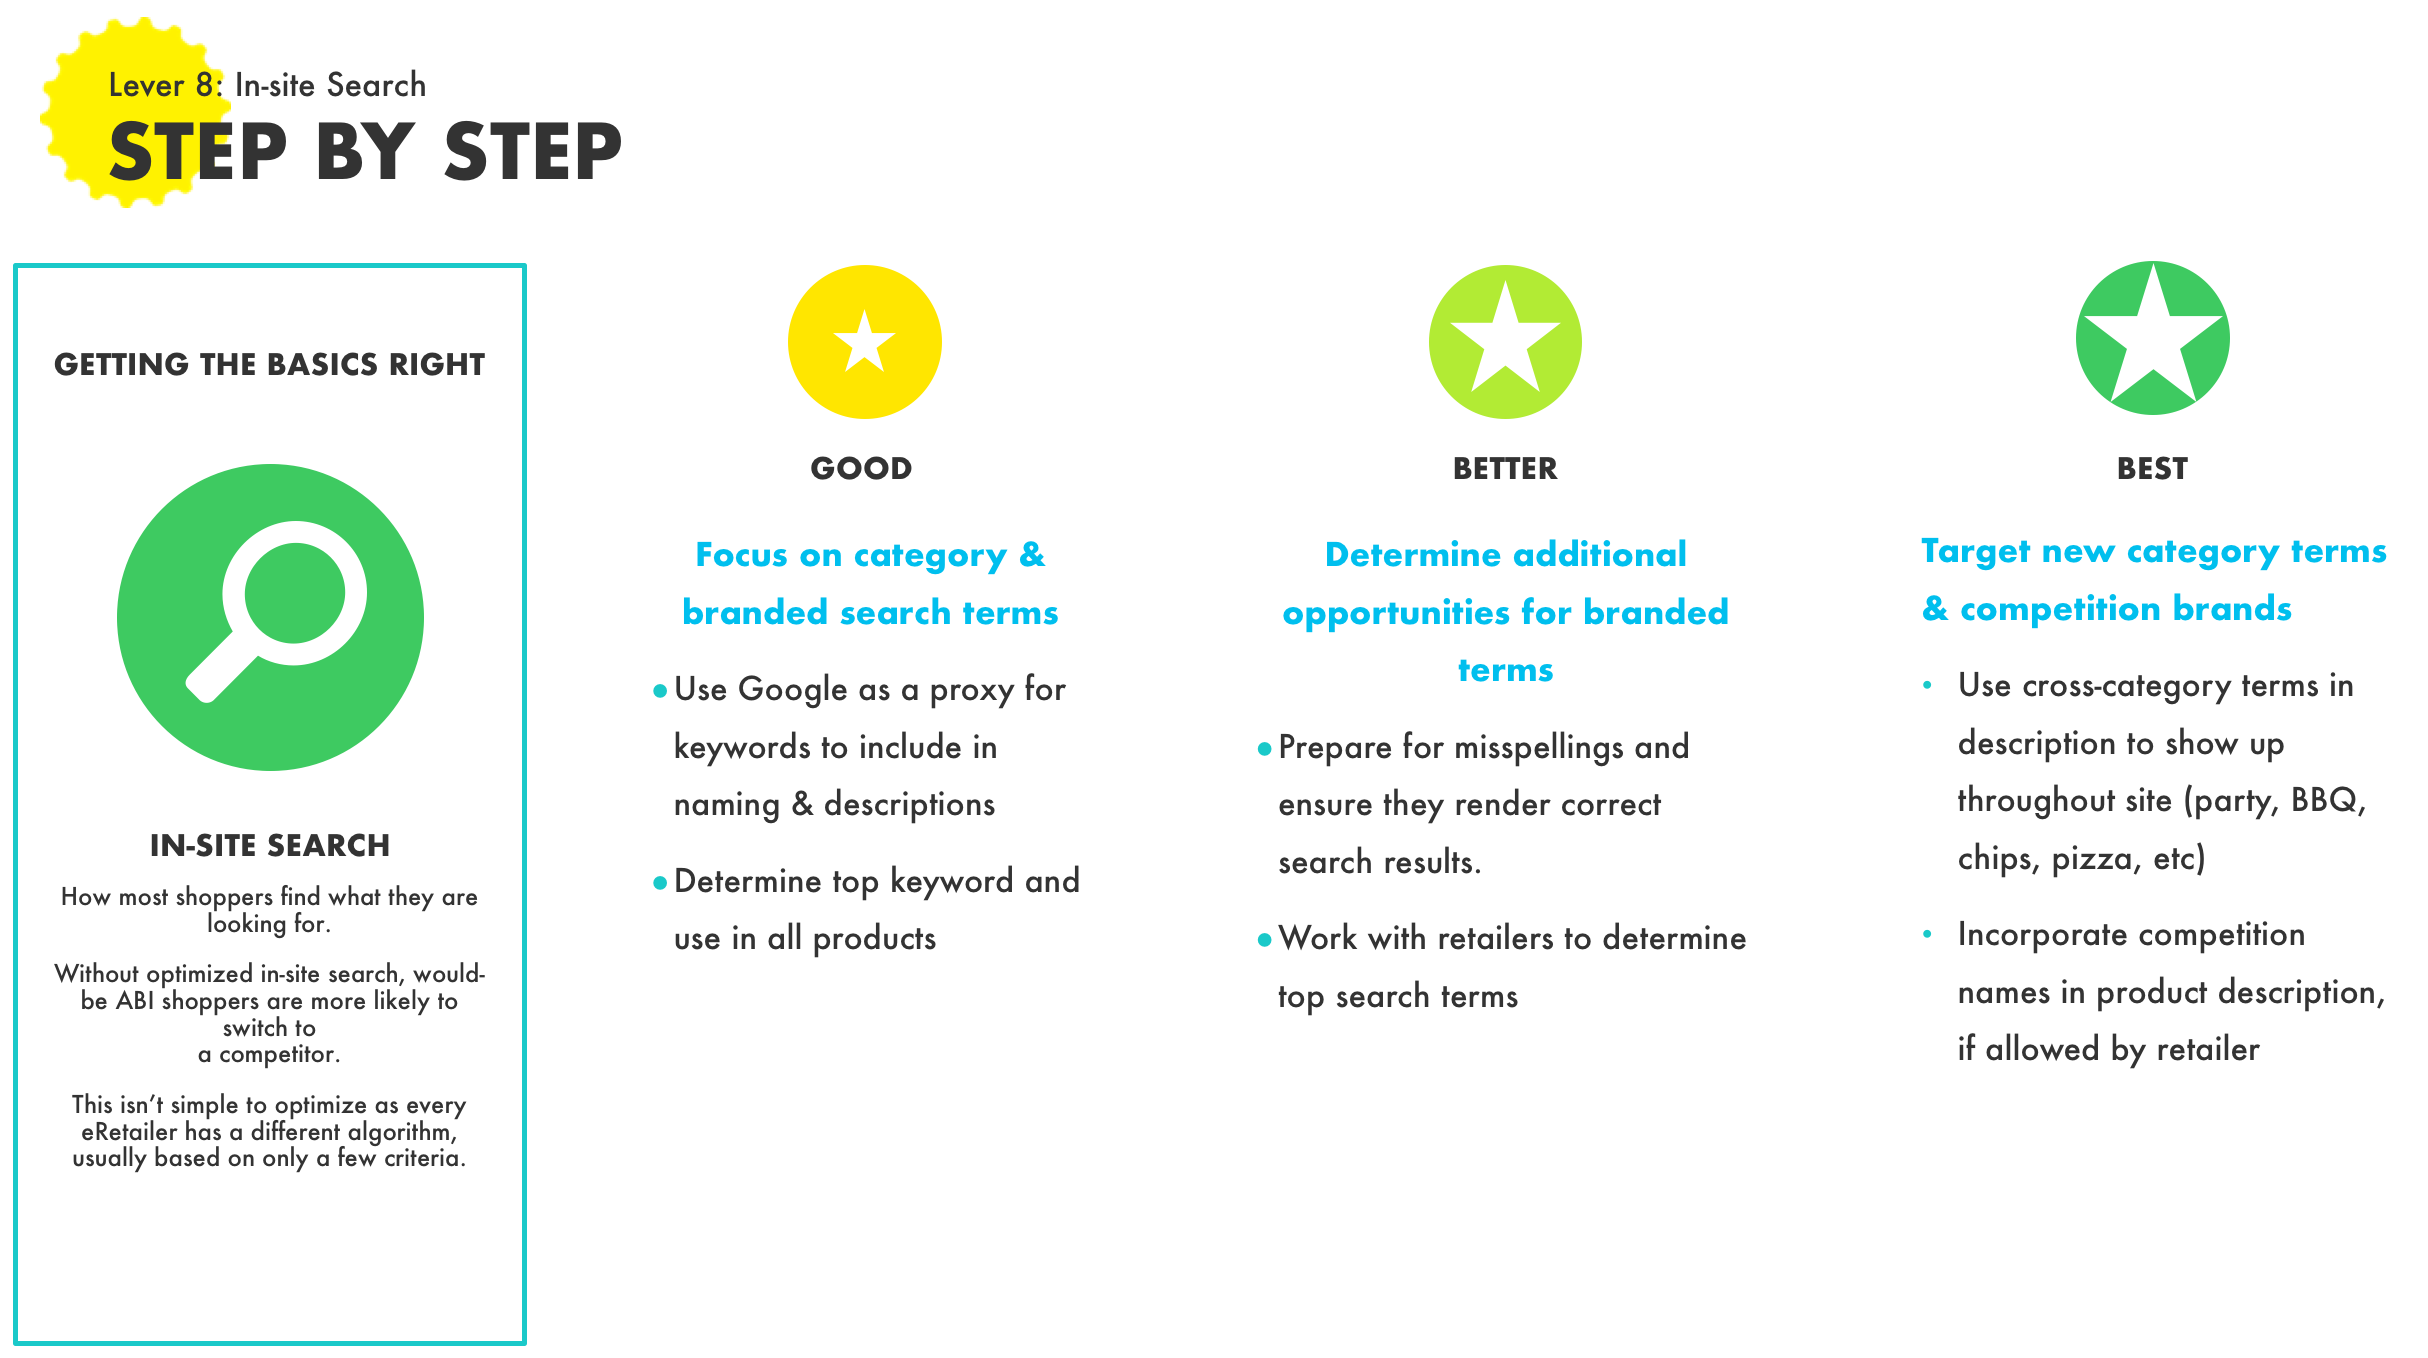 Lever 8: In-site Search
STEP BY STEP
GETTING THE BASICS RIGHT
IN-SITE SEARCH
How most shoppers find what they are
looking for.
Without optimized in-site search, would-
be ABI shoppers are more likely to
switch to
a competitor.
This isn’t simple to optimize as every
eRetailer has a different algorithm,
usually based on only a few criteria.
GOOD
Focus on category &
branded search terms
• Use Google as a proxy for
keywords to include in
naming & descriptions
• Determine top keyword and
use in all products
BETTER
Determine additional
opportunities for branded
terms
• Prepare for misspellings and
ensure they render correct
search results.
• Work with retailers to determine
top search terms
BEST
Target new category terms
& competition brands
• Use cross-category terms in
description to show up
throughout site (party, BBQ,
chips, pizza, etc)
• Incorporate competition
names in product description,
if allowed by retailer